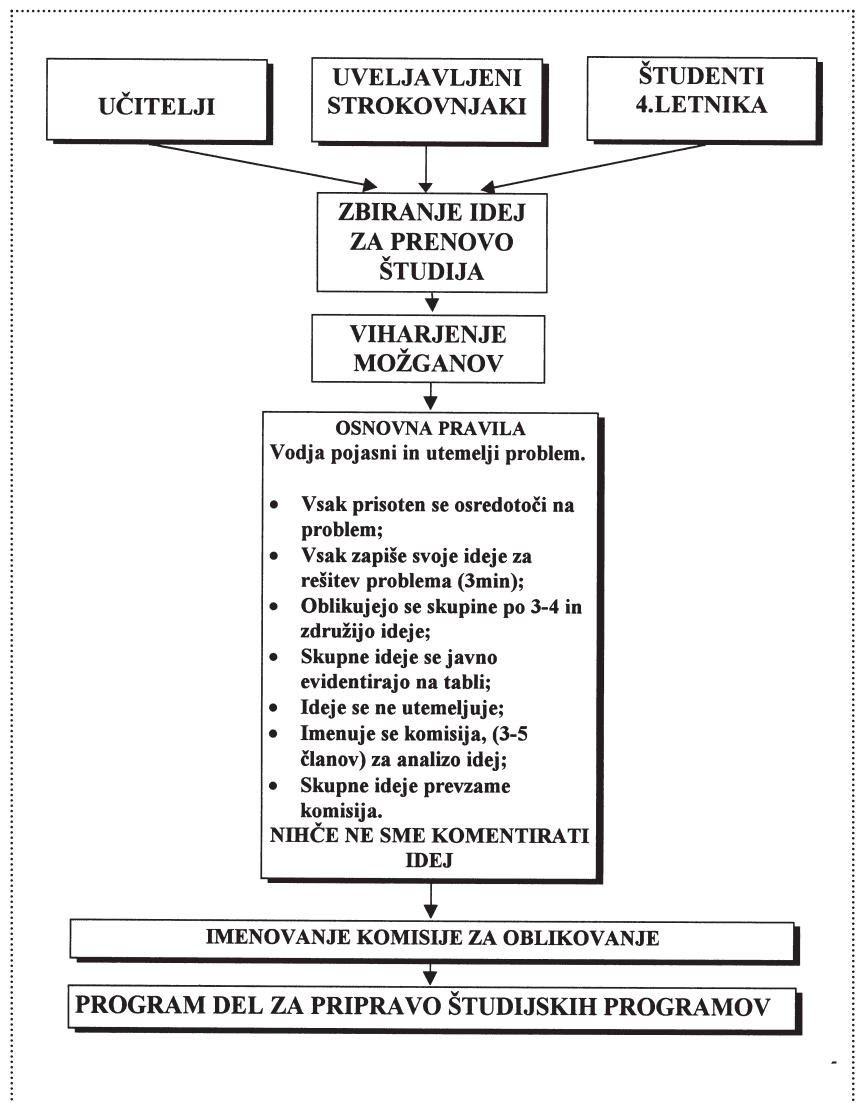 UČITELJI
UVELJAVLJENI
STROKOVNJAKI
ŠTUDENTI
4.LETNIKA
ZBIRANJE IDEJ
ZA PRENOVO
ŠTUDIJA
VIHARJENJE
MOŽGANOV
OSNOVNA PRAVILA
Vodja pojasni in utemelji problem.
• Vsak prisoten se osredotoči na
problem;
• Vsak zapiše svoje ideje za
rešitev problema (3min);
• Oblikujejo se skupine po 3-4 in
združijo ideje;
• Skupne ideje se javno
evidentirajo na tabli;
• Ideje se ne utemeljuje;
• Imenuje se komisija, (3-5
članov) za analizo idej;
• Skupne ideje prevzame
komisija.
NIHČE NE SME KOMENTIRATI
IDEJ
IMENOVANJE KOMISIJE ZA OBLIKOVANJE
PROGRAM DEL ZA PRIPRAVO ŠTUDIJSKIH PROGRAMOV